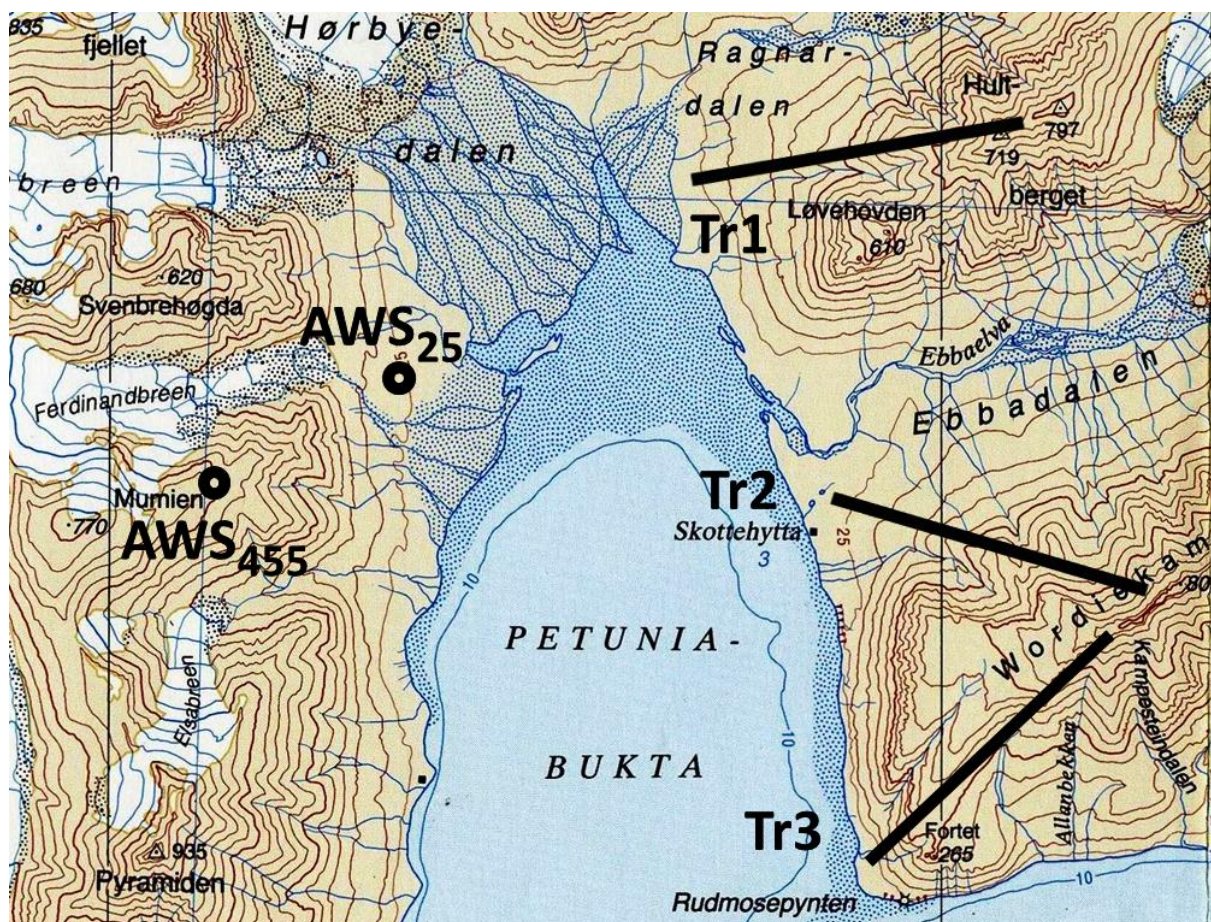 835
fjellet
Hørbye-
dalen
Ragnar-
dalen
Hult-
797
719
berget
breen
Tr1
Løvehovden
610
680
620
Svenbrehøgda
AWS25
25
Ebbaelva
Ebbadalen
Ferdinandbreen
Mumien
770
AWS455
Tr2
Skottehytta
3
25
10
80
Wordiekam
PETUNIA-
BUKTA
Elsabreen
10
Kampesteindalen
Allanbekken
Tr3
Fortet
265
935
Pyramiden
Rudmosepynten
10